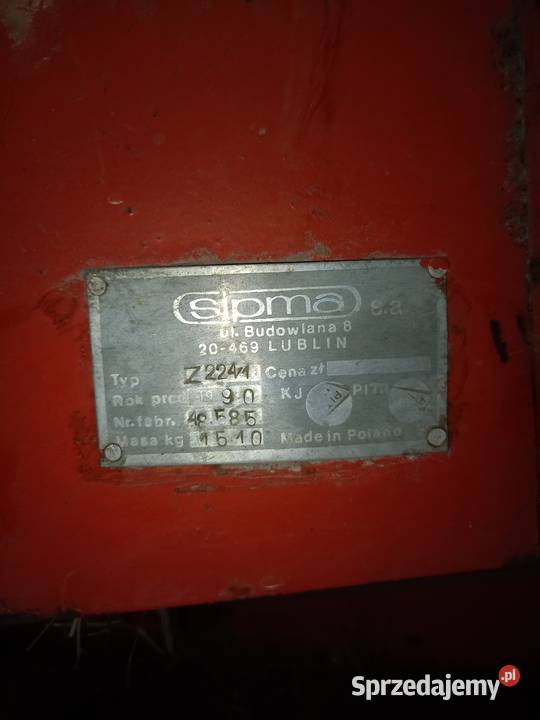 sipma s.a
ul. Budowlana 8
20-469 LUBLIN
Typ Z 224/1 Cena zł
Rok prod. 19 90 KJ PITR
Nr. fabr. 48585
Masa kg 1510 Made in Poland
Sprzedajemy.pl